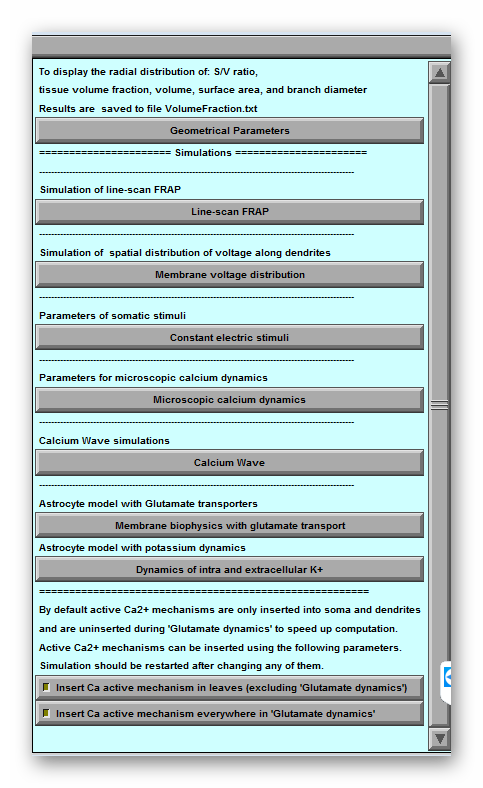 To display the radial distribution of: S/V ratio,
tissue volume fraction, volume, surface area, and branch diameter
Results are  saved to file VolumeFraction.txt
Geometrical Parameters
====================== Simulations ======================
---------------------------------------------------------------------------------------------
Simulation of line-scan FRAP
Line-scan FRAP
---------------------------------------------------------------------------------------------
Simulation of  spatial distribution of voltage along dendrites
Membrane voltage distribution
---------------------------------------------------------------------------------------------
Parameters of somatic stimuli
Constant electric stimuli
---------------------------------------------------------------------------------------------
Parameters for microscopic calcium dynamics
Microscopic calcium dynamics
---------------------------------------------------------------------------------------------
Calcium Wave simulations
Calcium Wave
---------------------------------------------------------------------------------------------
Astrocyte model with Glutamate transporters
Membrane biophysics with glutamate transport
Astrocyte model with potassium dynamics
Dynamics of intra and extracellular K+
=======================================================
By default active Ca2+ mechanisms are only inserted into soma and dendrites
and are uninserted during 'Glutamate dynamics' to speed up computation.
Active Ca2+ mechanisms can be inserted using the following parameters.
Simulation should be restarted after changing any of them.
Insert Ca active mechanism in leaves (excluding 'Glutamate dynamics')
Insert Ca active mechanism everywhere in 'Glutamate dynamics'